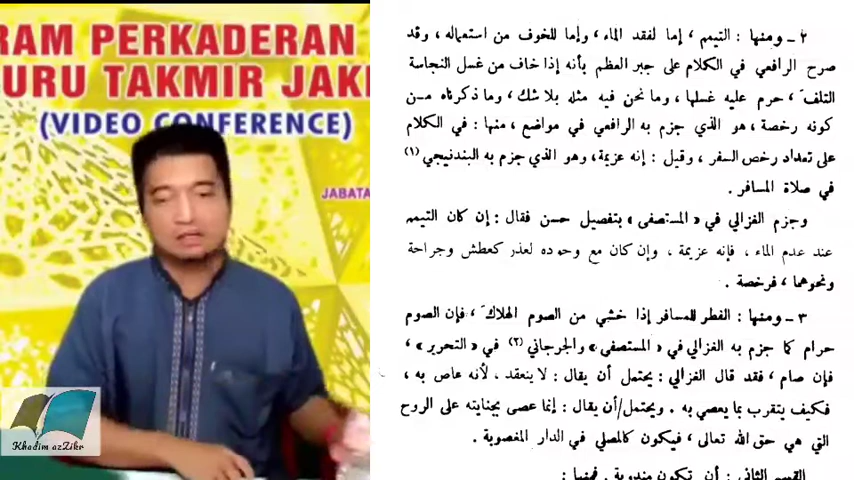 RAM PERKADERAN
URU TAKMIR JAK
(VIDEO CONFERENCE)
JABATA
Khadim azZikr
٢ ـ ومنها : التيمم ، إما لفقد الماء ، وإما للخوف من استعماله ، وقد
صرح الرافعي في الكلام على جبر العظم بأنه إذا خاف من غسل النجاسة
التلفَ ، حرم عليه غسلها ، وما نحن فيه مثله بلا شك ، وما ذكرناه مـن
كونه رخصة ، هو الذي جزم به الرافعي في مواضع ، منها : في الكلام
على تعداد رخص السفر ، وقيل : إنه عزيمة ، وهو الذي جزم به البندنيجي (١)
في صلاة المسافر .
وجزم الغزالي في « المستصفى » بتفصيل حسن فقال : إن كان التيمم
عند عدم الماء ، فإنه عزيمة ، وإن كان مع وجوده لعذر كعطش وجراحة
ونحوهما ، فرخصة .
٣ ـ ومنها : الفطر للمسافر إذا خشي من الصوم الهلاكَ ، فإن الصوم
حرام كما جزم به الغزالي في « المستصفى » والجرجاني (٢) في « التحرير » ،
فإن صام ، فقد قال الغزالي : يحتمل أن يقال : لا ينعقد ، لأنه عاص به ،
فكيف يتقرب بما يعصي به . ويحتمل/أن يقال : إنما عصى بجنايته على الروح
التي هي حق الله تعالى ، فيكون كالمصلي في الدار المغصوبة .
القسم الثاني : أن تكون مندوبة . فمنها :